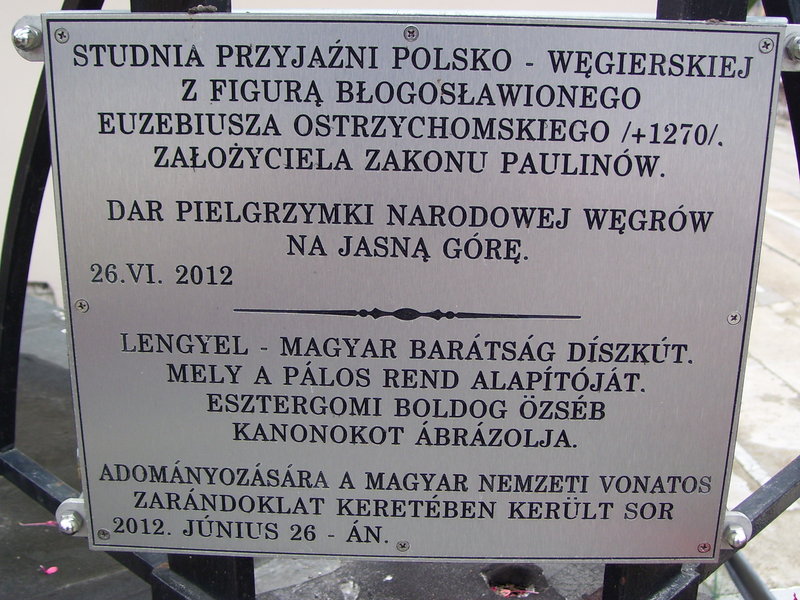 STUDNIA PRZYJAŹNI POLSKO - WĘGIERSKIEJ
Z FIGURĄ BŁOGOSŁAWIONEGO
EUZEBIUSZA OSTRZYCHOMSKIEGO /+1270/.
ZAŁOŻYCIELA ZAKONU PAULINÓW.
DAR PIELGRZYMKI NARODOWEJ WĘGRÓW
NA JASNĄ GÓRĘ.
26.VI. 2012
LENGYEL - MAGYAR BARÁTSÁG DÍSZKÚT.
MELY A PÁLOS REND ALAPÍTÓJÁT.
ESZTERGOMI BOLDOG ÖZSÉB
KANONOKOT ÁBRÁZOLJA.
ADOMÁNYOZÁSÁRA A MAGYAR NEMZETI VONATOS
ZARÁNDOKLAT KERETÉBEN KERÜLT SOR
2012. JÚNIUS 26 - ÁN.